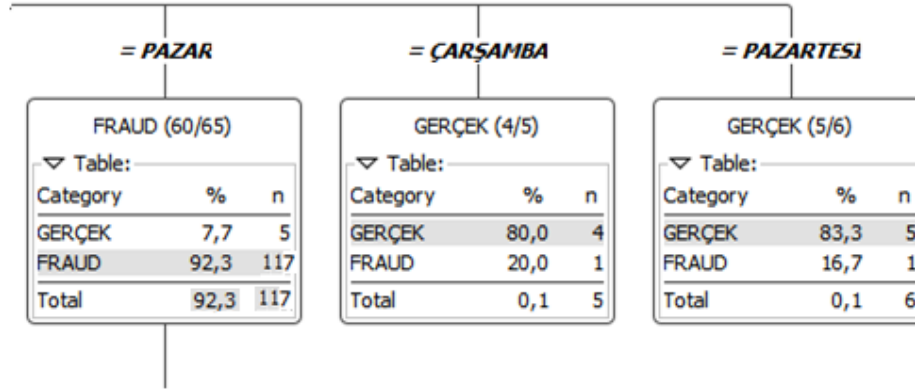 = PAZAR
= ÇARŞAMBA
= PAZARTESI
FRAUD (60/65)
Table:
Category % n
GERÇEK 7,7 5
FRAUD 92,3 117
Total 92,3 117
GERÇEK (4/5)
Table:
Category % n
GERÇEK 80,0 4
FRAUD 20,0 1
Total 0,1 5
GERÇEK (5/6)
Table:
Category % n
GERÇEK 83,3 5
FRAUD 16,7 1
Total 0,1 6